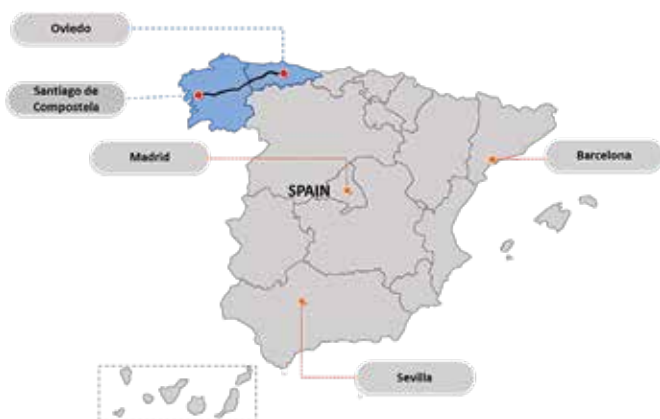 Oviedo
Santiago de
Compostela
Madrid
Barcelona
SPAIN
Sevilla